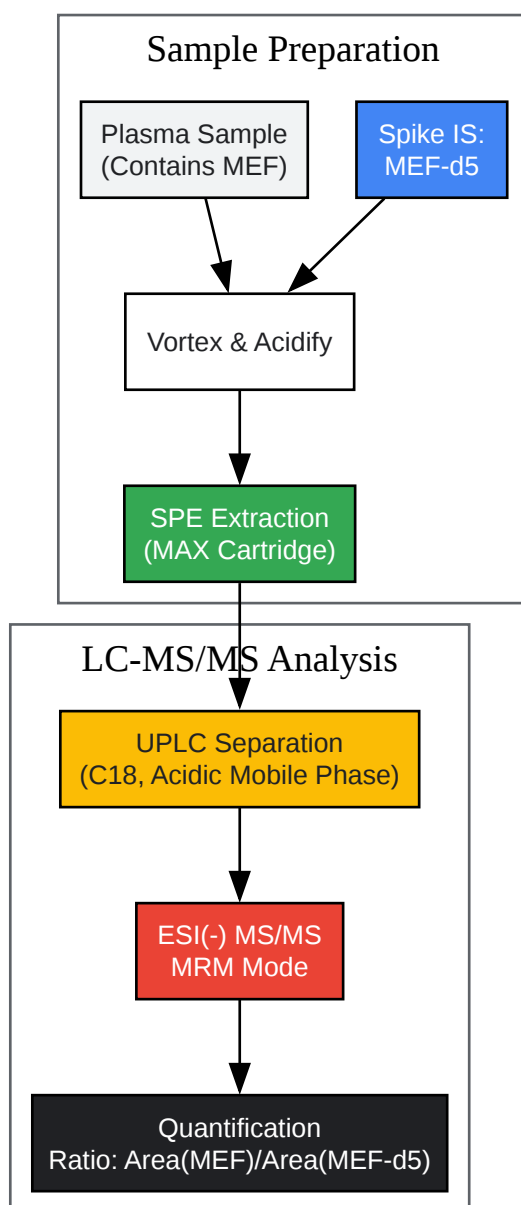 Sample Preparation
Plasma Sample
(Contains MEF)
Spike IS:
MEF-d5
Vortex & Acidify
SPE Extraction
(MAX Cartridge)
LC-MS/MS Analysis
UPLC Separation
(C18, Acidic Mobile Phase)
ESI(-) MS/MS
MRM Mode
Quantification
Ratio: Area(MEF)/Area(MEF-d5)